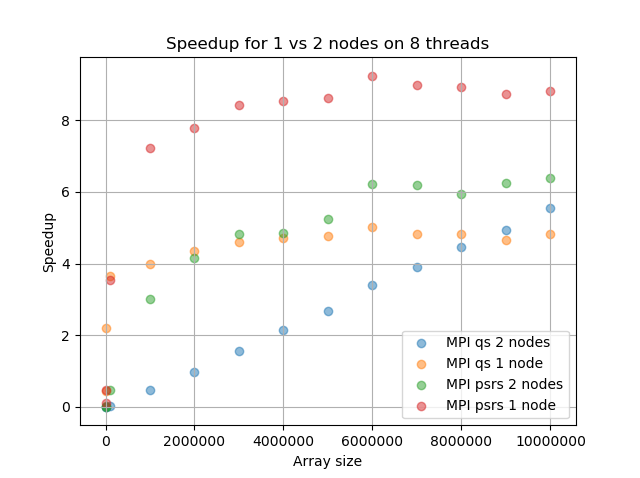 Speedup for 1 vs 2 nodes on 8 threads
Speedup
8
6
4
2
0
MPI qs 2 nodes
MPI qs 1 node
MPI psrs 2 nodes
MPI psrs 1 node
0 2000000 4000000 6000000 8000000 10000000
Array size